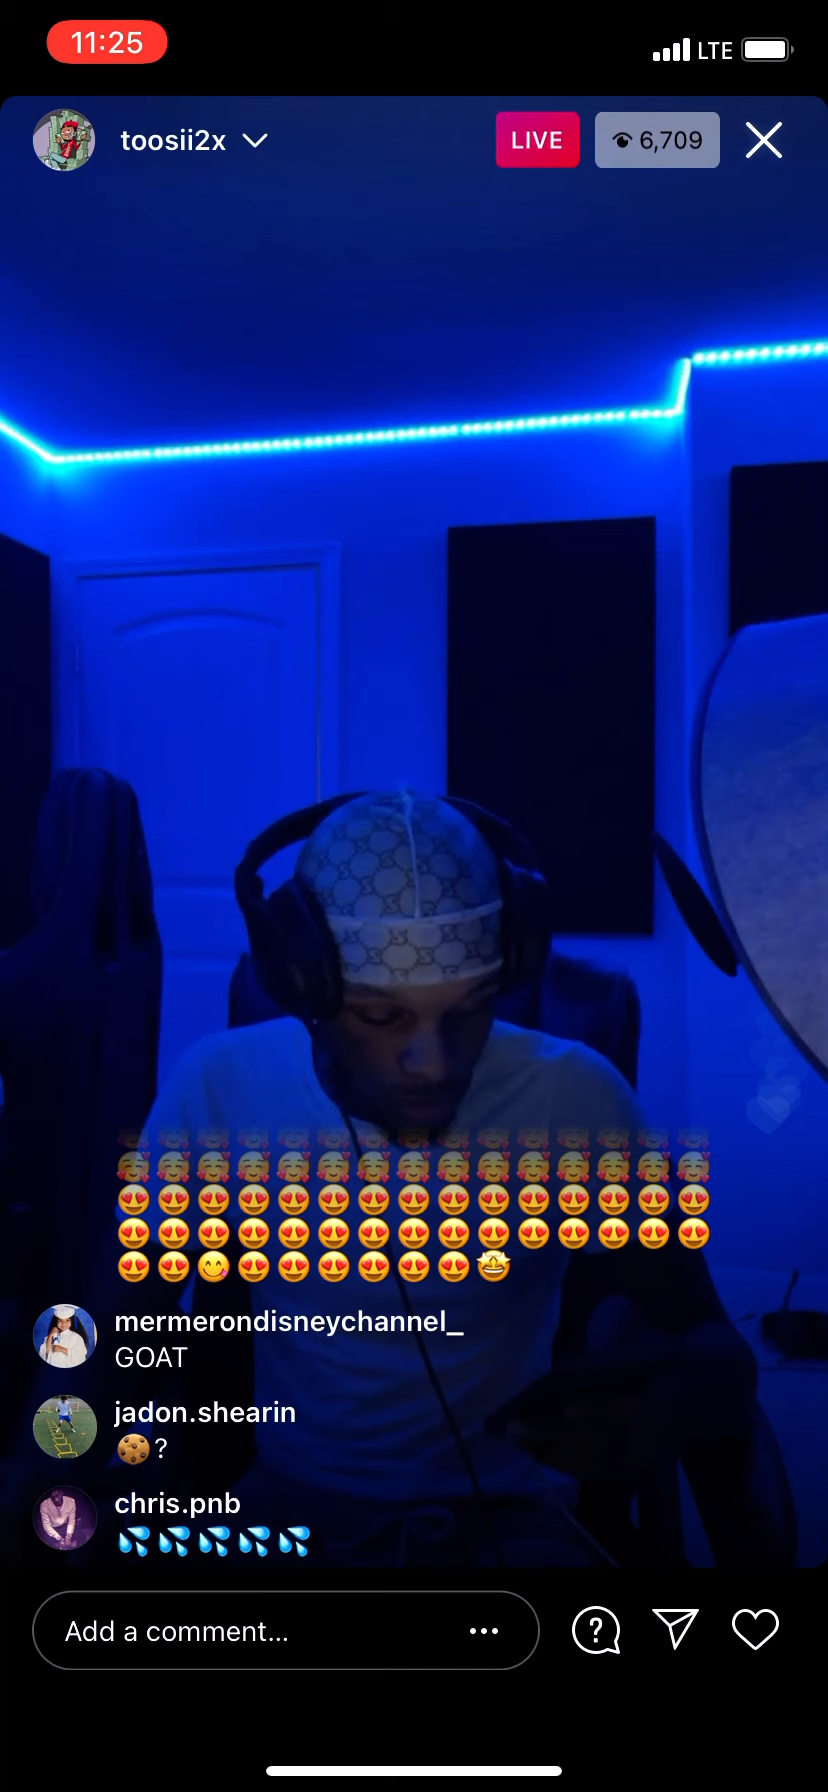 11:25
LTE
toosii2x
LIVE
6,709
mermerondisneychannel_
GOAT
jadon.shearin
🍪?
chris.pnb
💦💦💦💦💦
Add a comment...